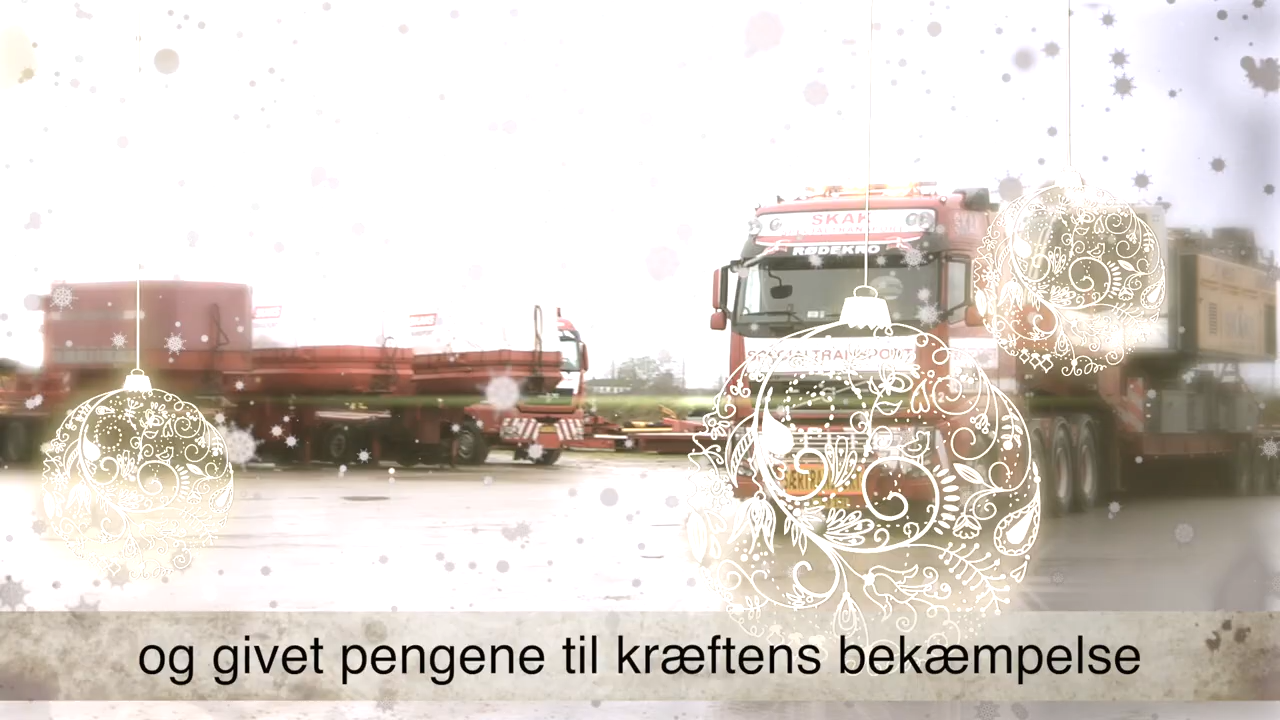 SKAK
RØDEKRO
SPECIALTRANSPORT
og givet pengene til kræftens bekæmpelse